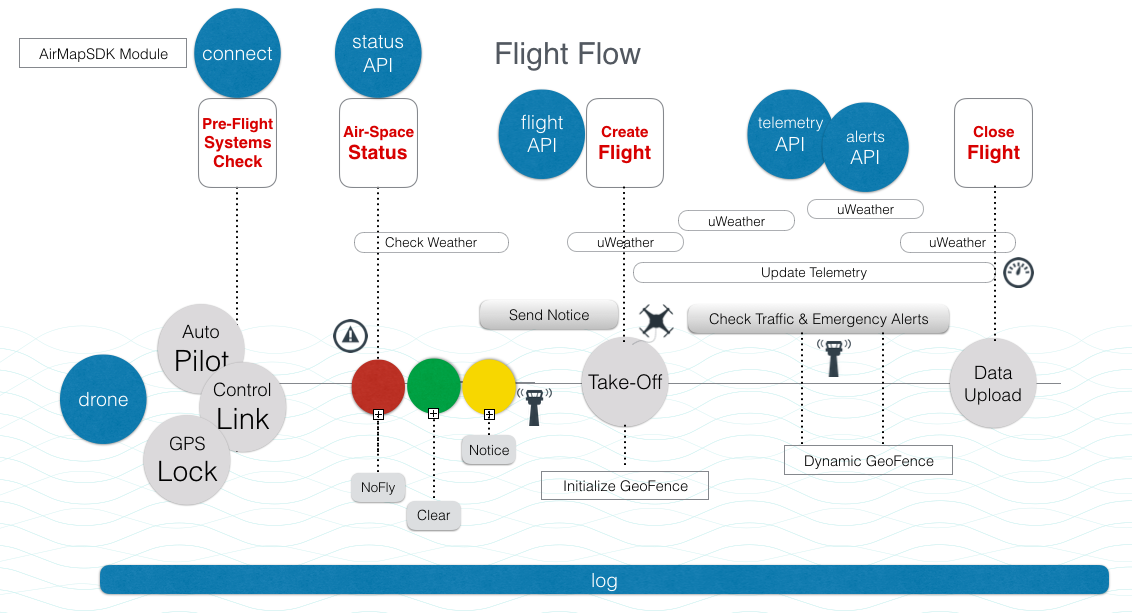 Flight Flow
AirMapSDK Module
connect
status
API
flight
API
telemetry
API
alerts
API
Pre-Flight
Systems
Check
Air-Space
Status
Create
Flight
Close
Flight
uWeather
uWeather
Check Weather
uWeather
uWeather
Update Telemetry
Send Notice
Check Traffic & Emergency Alerts
Auto
Pilot
Control
Link
drone
GPS
Lock
Take-Off
Data
Upload
Notice
NoFly
Clear
Initialize GeoFence
Dynamic GeoFence
log